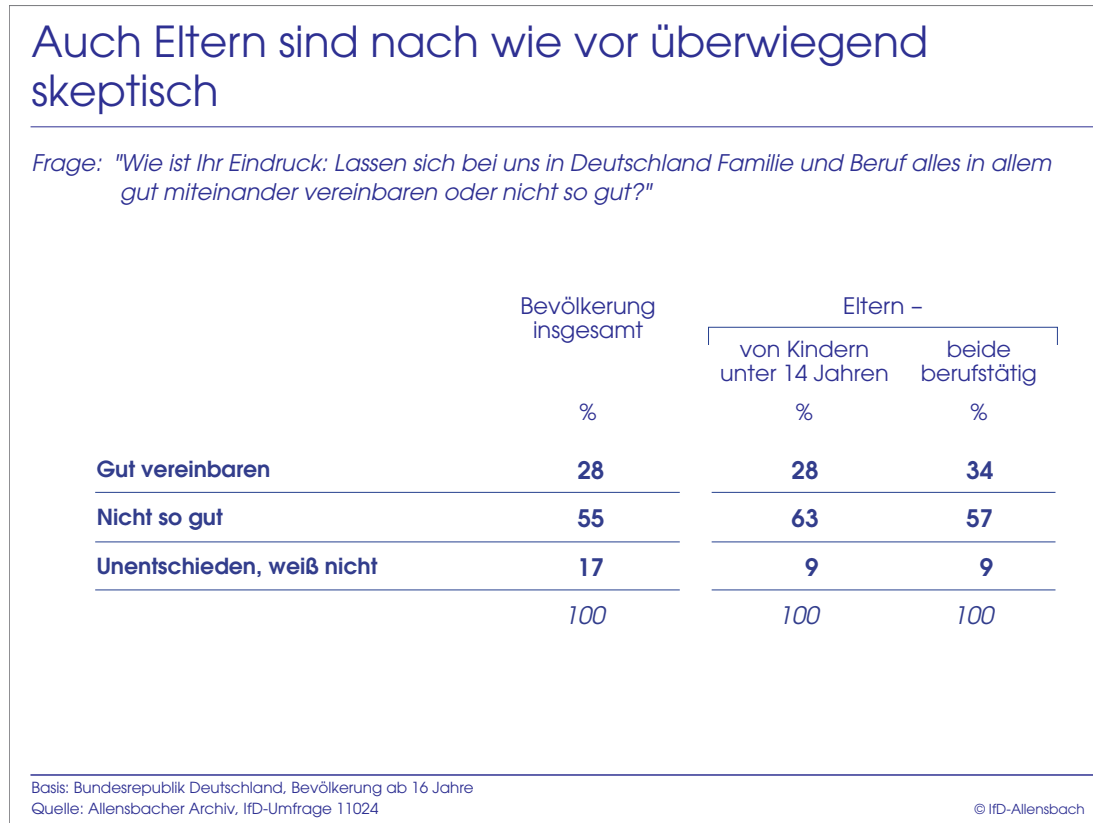 Auch Eltern sind nach wie vor überwiegend
skeptisch
Frage: "Wie ist Ihr Eindruck: Lassen sich bei uns in Deutschland Familie und Beruf alles in allem
gut miteinander vereinbaren oder nicht so gut?"
Bevölkerung
insgesamt
Eltern –
von Kindern
unter 14 Jahren
beide
berufstätig
% % %
Gut vereinbaren 28 28 34
Nicht so gut 55 63 57
Unentschieden, weiß nicht 17 9 9
100 100 100
Basis: Bundesrepublik Deutschland, Bevölkerung ab 16 Jahre
Quelle: Allensbacher Archiv, IfD-Umfrage 11024
© IfD-Allensbach